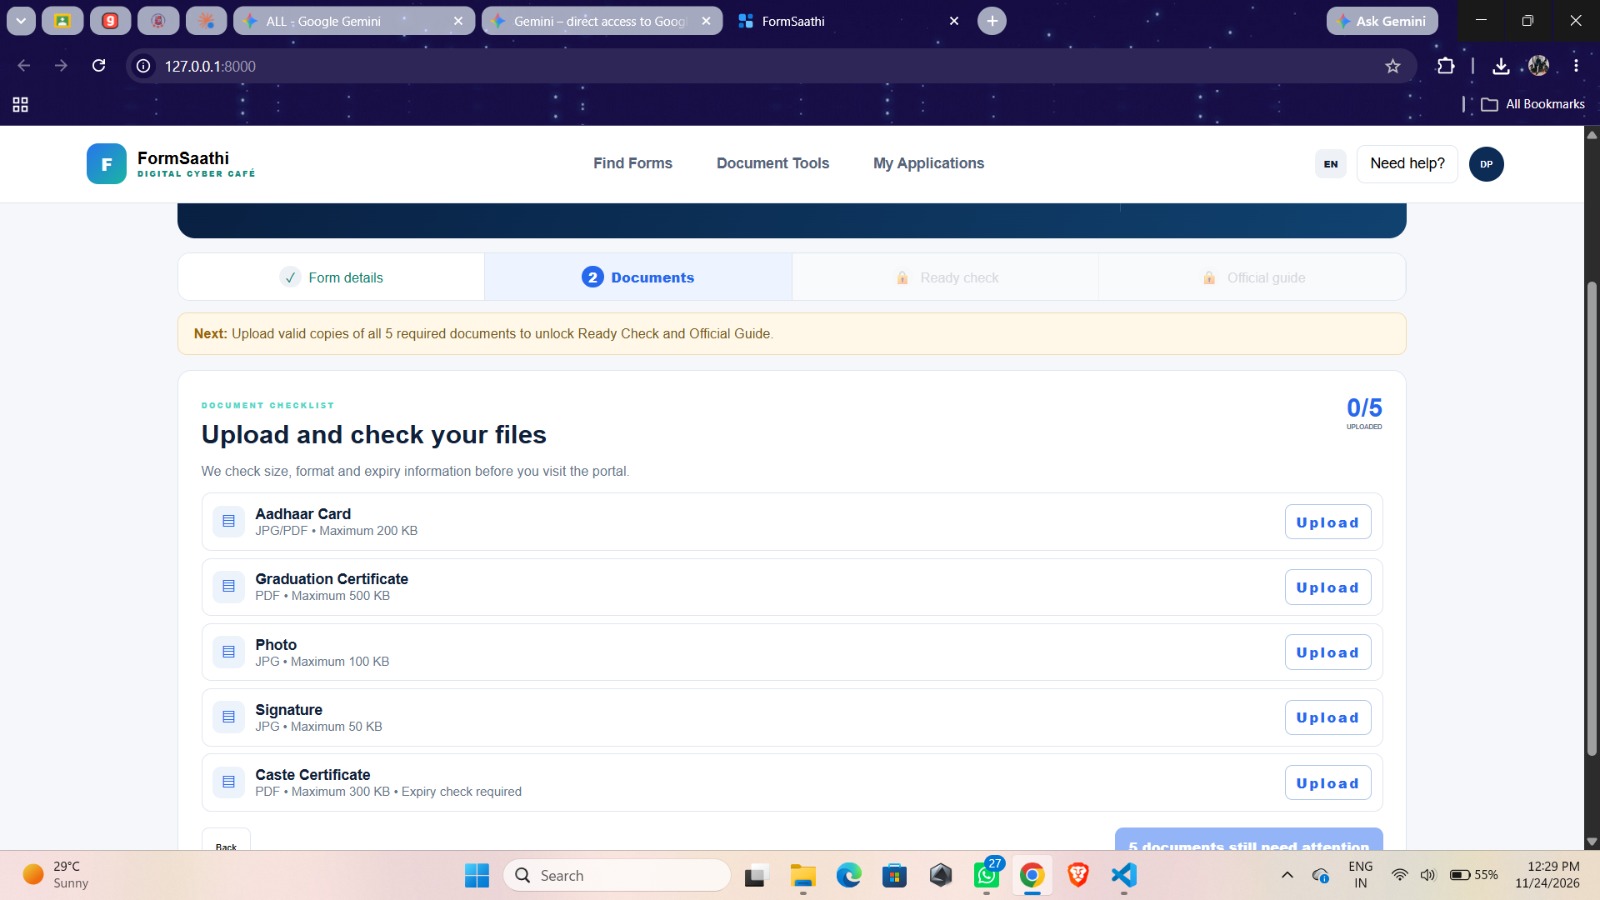 ALL - Google Gemini
Gemini – direct access to Goog
FormSaathi
Ask Gemini
127.0.0.1:8000
All Bookmarks
F
FormSaathi
DIGITAL CYBER CAFÉ
Find Forms
Document Tools
My Applications
EN
Need help?
DP
✓ Form details
2 Documents
Ready check
Official guide
Next: Upload valid copies of all 5 required documents to unlock Ready Check and Official Guide.
DOCUMENT CHECKLIST
0/5
UPLOADED
Upload and check your files
We check size, format and expiry information before you visit the portal.
Aadhaar Card
JPG/PDF • Maximum 200 KB
Upload
Graduation Certificate
PDF • Maximum 500 KB
Upload
Photo
JPG • Maximum 100 KB
Upload
Signature
JPG • Maximum 50 KB
Upload
Caste Certificate
PDF • Maximum 300 KB • Expiry check required
Upload
Back
5 documents still need attention
29°C
Sunny
Search
27
ENG
IN
55%
12:29 PM
11/24/2026